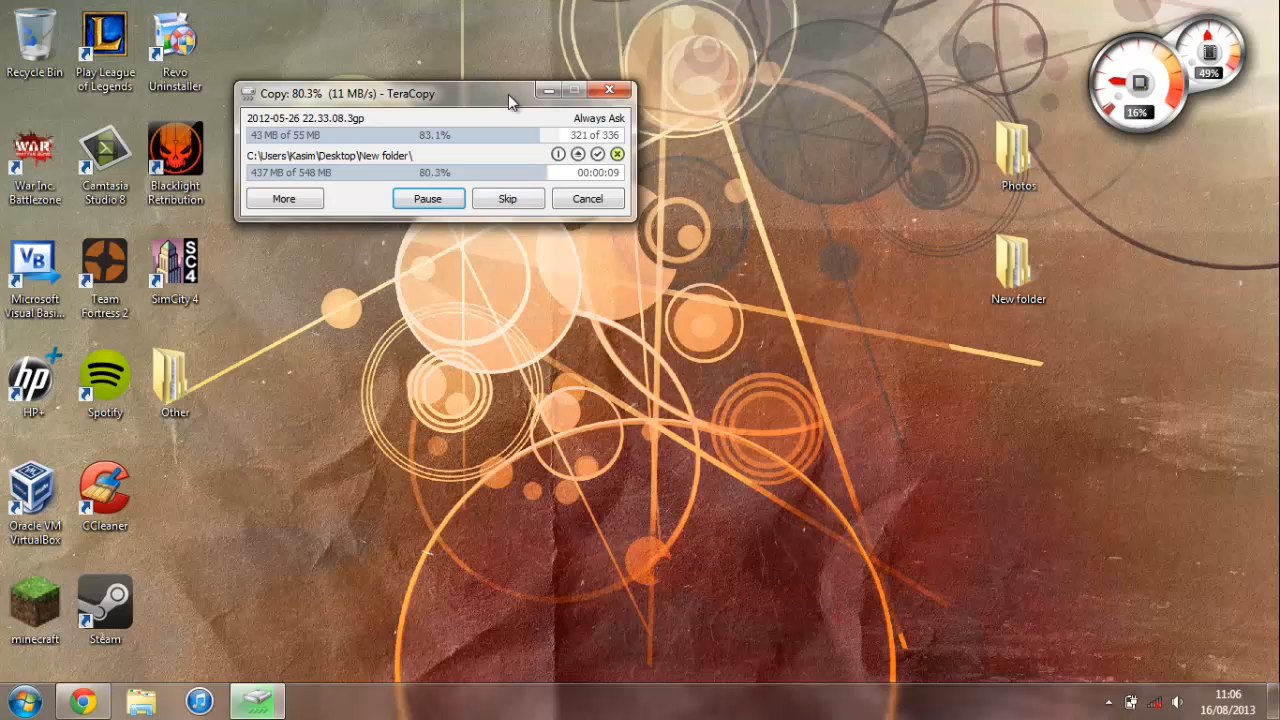 Recycle Bin
Play League
of Legends
Revo
Uninstaller
Copy: 80.3% (11 MB/s) - TeraCopy
2012-05-26 22.33.08.3gp
Always Ask
43 MB of 55 MB
83.1%
321 of 336
C:\Users\Kasim\Desktop\New folder\
437 MB of 548 MB
80.3%
00:00:09
More
Pause
Skip
Cancel
49%
16%
WAR
War Inc.
Battlezone
Camtasia
Studio 8
Blacklight
Retribution
Photos
VB
Microsoft
Visual Basi...
Team
Fortress 2
SC4
SimCity 4
New folder
hp
HP+
Spotify
Other
Oracle VM
VirtualBox
CCleaner
minecraft
Steam
11:06
16/08/2013